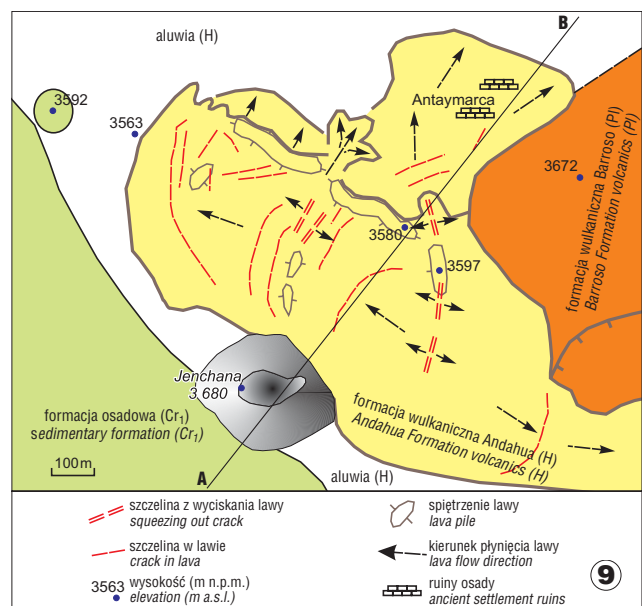 aluwia (H)
B
3592
3563
Antaymarca
3672
formacja wulkaniczna Barroso (Pl)
Barroso Formation volcanics (Pl)
3580
3597
Jenchana
3 680
formacja osadowa (Cr₁)
sedimentary formation (Cr₁)
formacja wulkaniczna Andahua (H)
Andahua Formation volcanics (H)
100 m
A
aluwia (H)
szczelina z wyciskania lawy
squeezing out crack
szczelina w lawie
crack in lava
3563 wysokość (m n.p.m.)
elevation (m a.s.l.)
spiętrzenie lawy
lava pile
kierunek płynięcia lawy
lava flow direction
ruiny osady
ancient settlement ruins
9